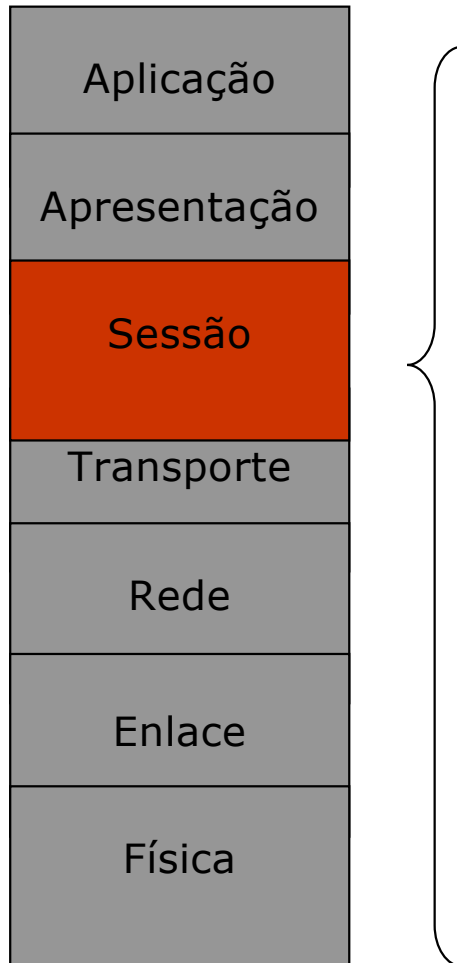 Aplicação
Apresentação
Sessão
Transporte
Rede
Enlace
Física